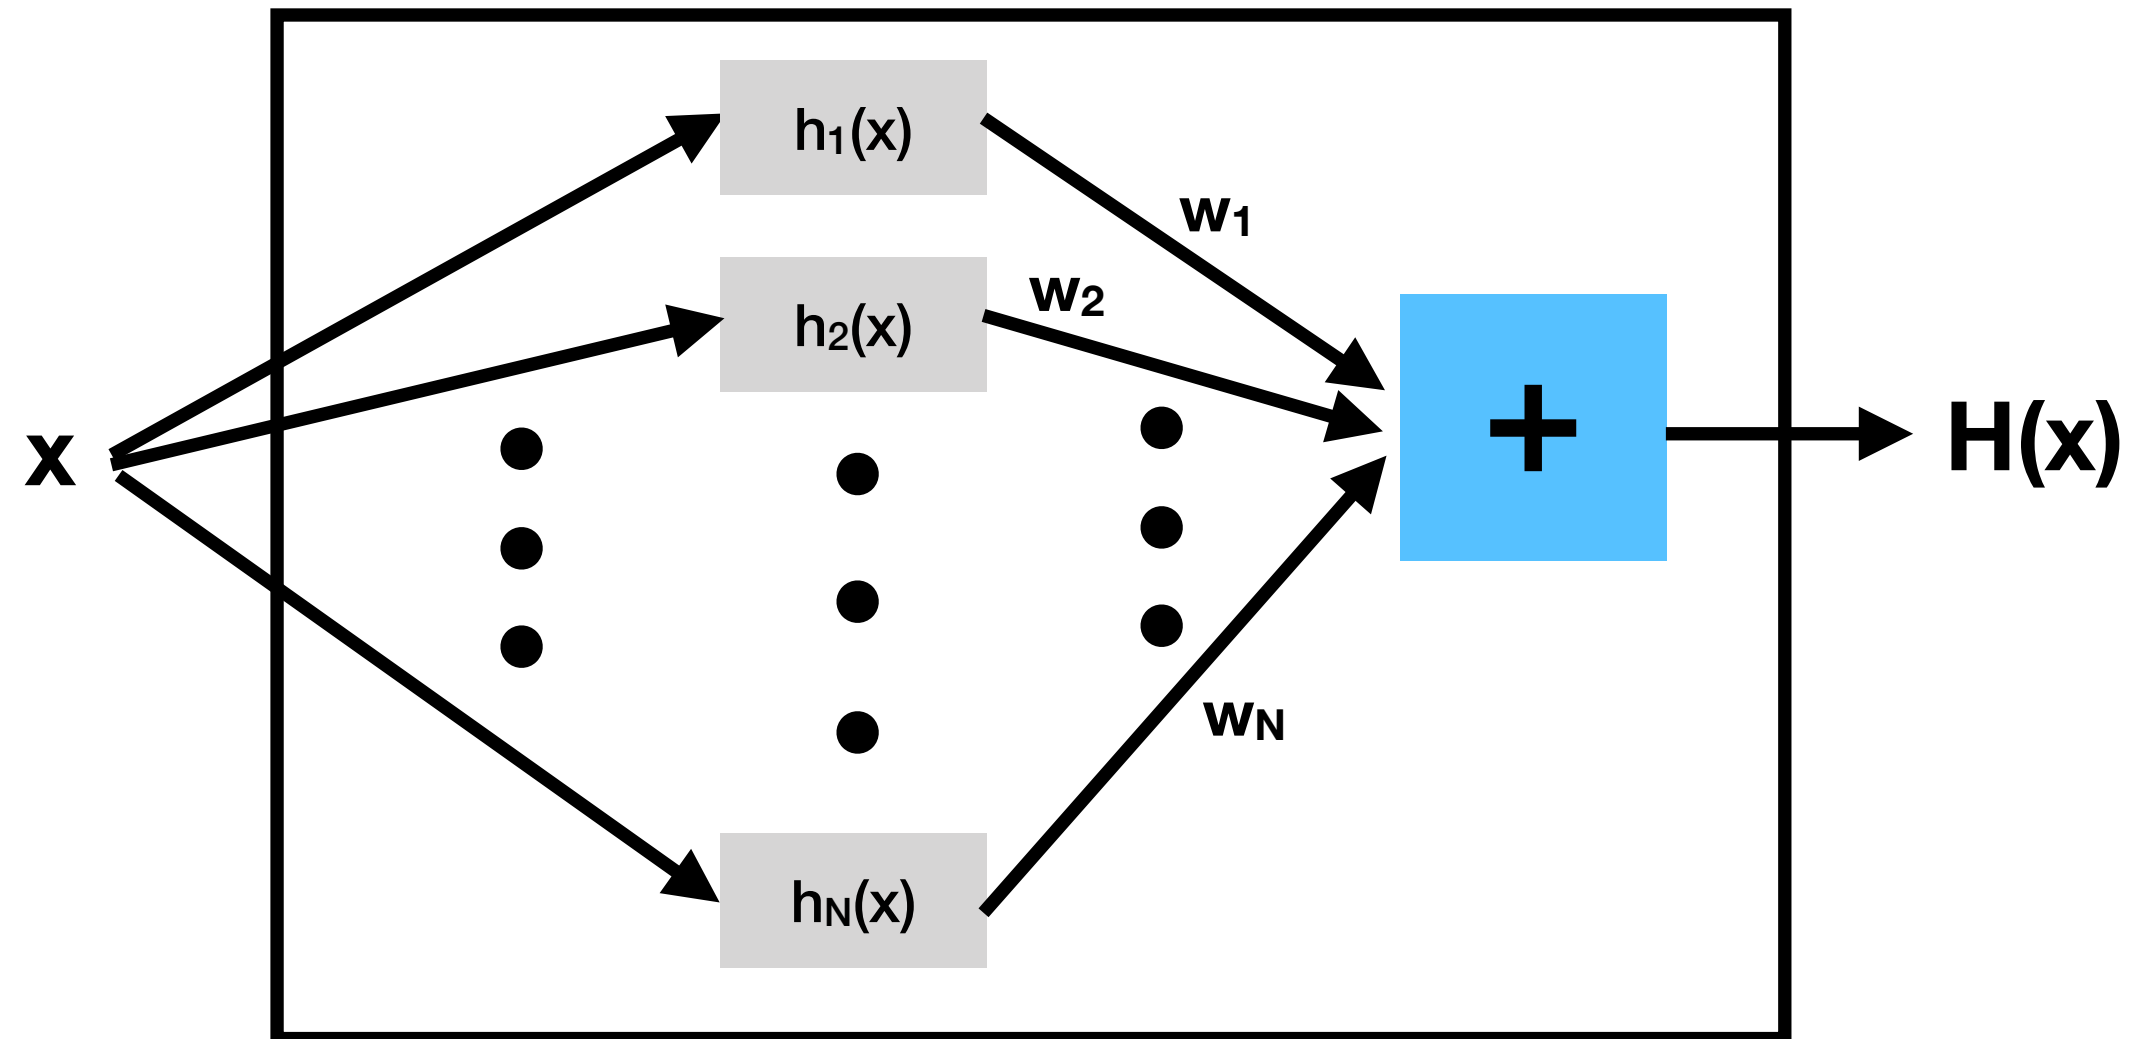 h₁(x)
w₁
h₂(x)
w₂
x
+
H(x)
wN
hN(x)